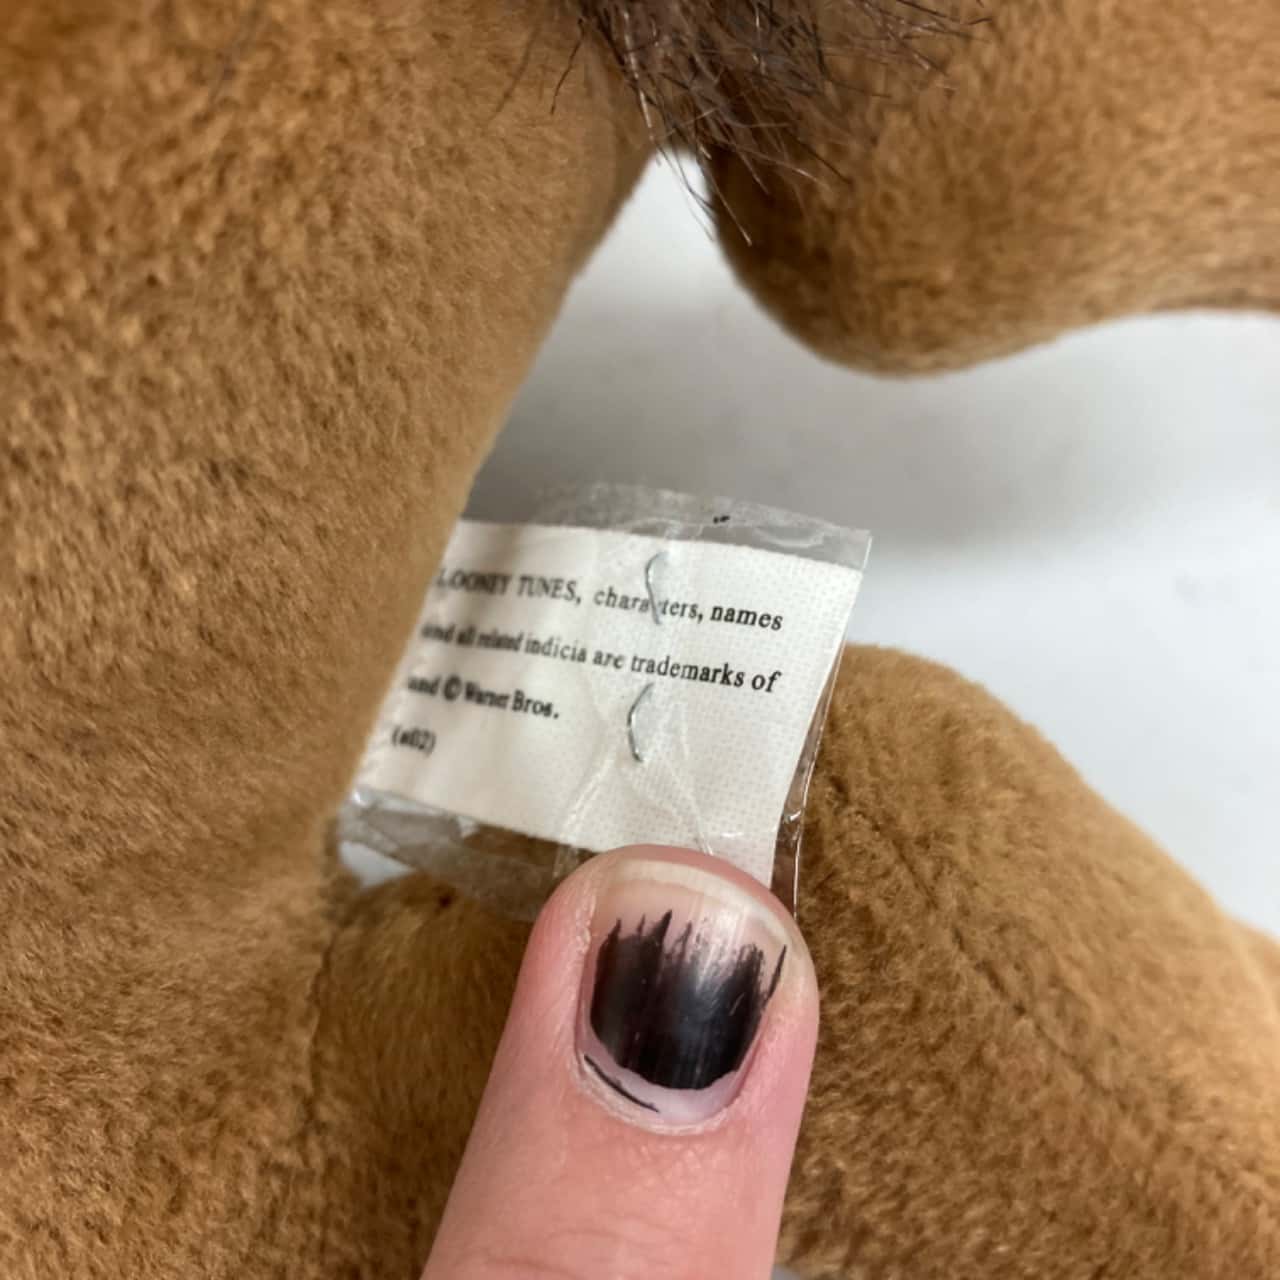 LOONEY TUNES, characters, names
and all related indicia are trademarks of
and © Warner Bros.
(s02)